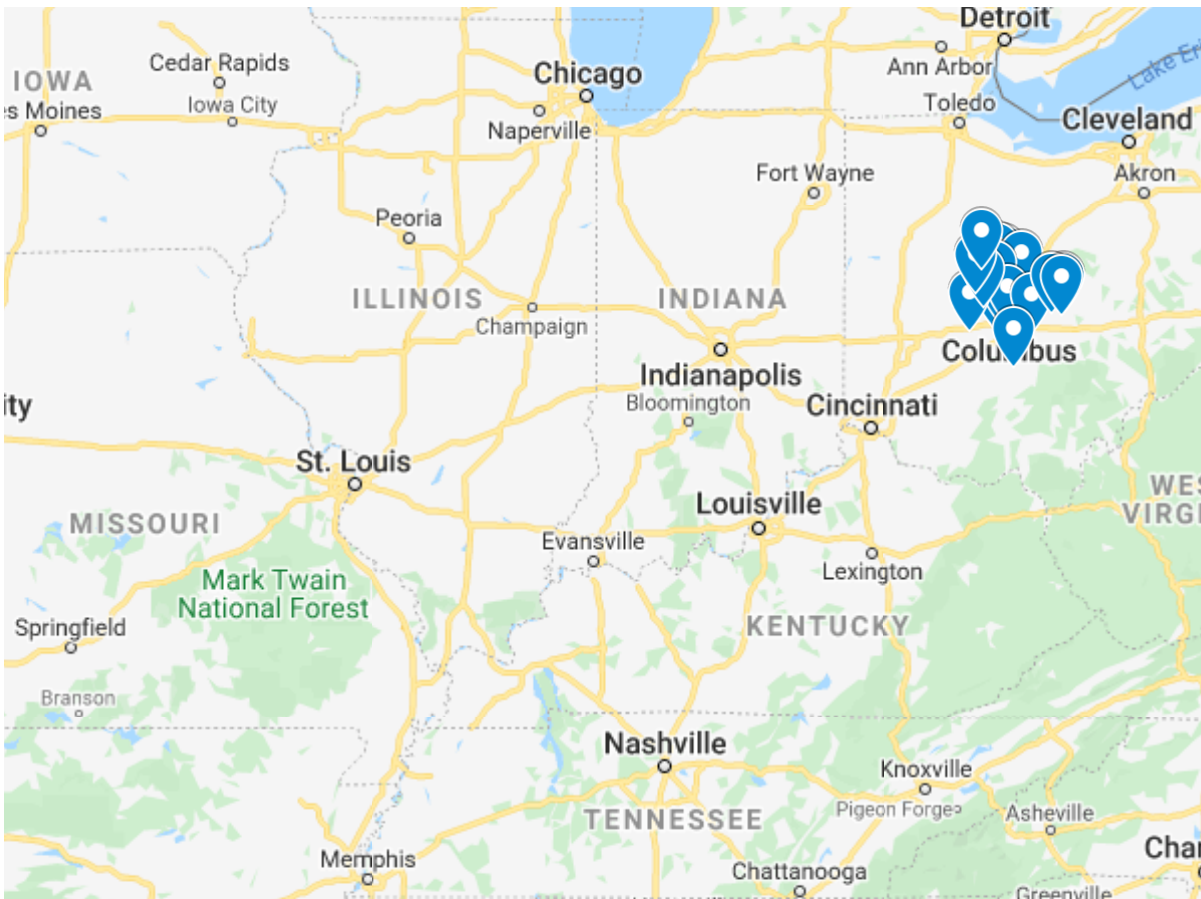 Detroit
Cedar Rapids
IOWA
Chicago
Ann Arbor
Lake Er
es Moines
Iowa City
Toledo
Cleveland
Naperville
Fort Wayne
Akron
Peoria
ILLINOIS
INDIANA
Champaign
Columbus
Indianapolis
Bloomington
Cincinnati
ity
St. Louis
WES
VIRG
MISSOURI
Louisville
Evansville
Lexington
Mark Twain
National Forest
Springfield
KENTUCKY
Branson
Nashville
Knoxville
Pigeon Forge
Asheville
TENNESSEE
Memphis
Chattanooga
Char
Greenville